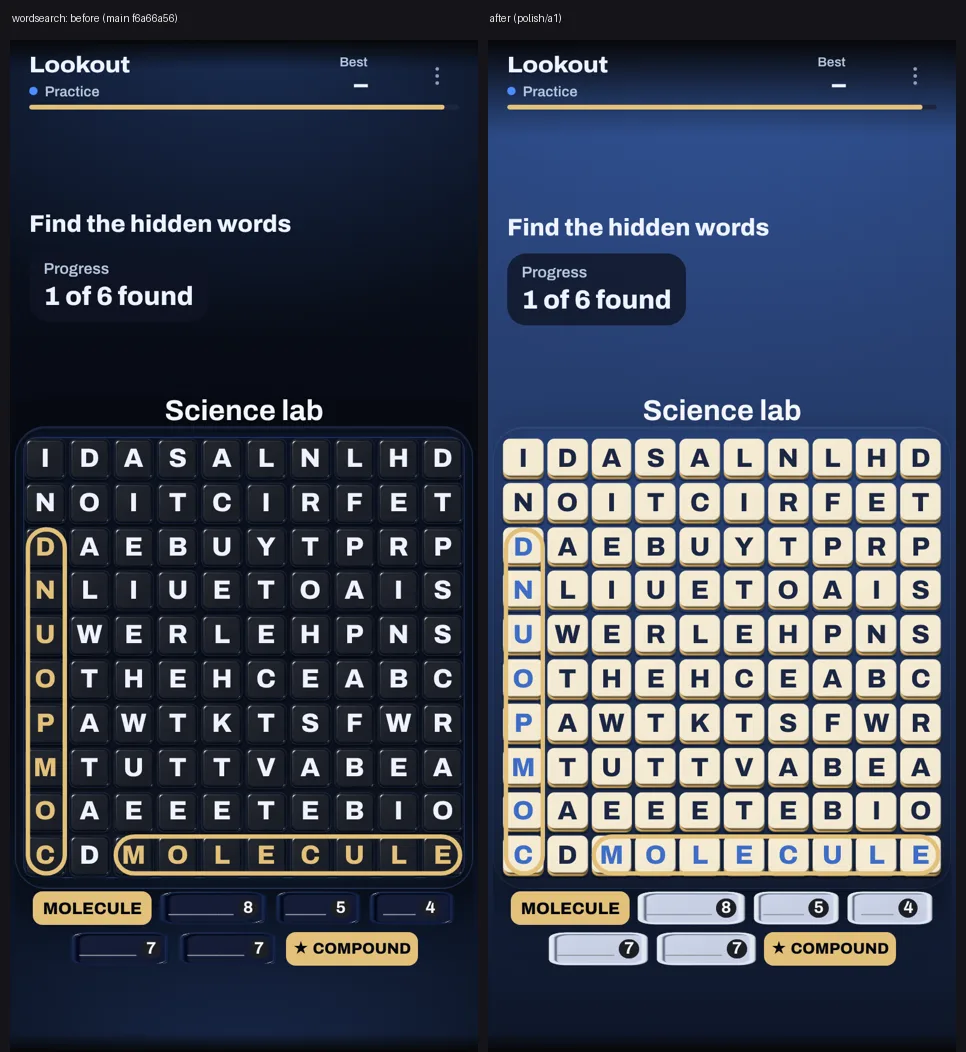 wordsearch: before (main f6a66a56)
Lookout
Best
Practice
–
Find the hidden words
Progress
1 of 6 found
Science lab
I D A S A L N L H D
N O I T C I R F E T
D A E B U Y T P R P
N L I U E T O A I S
U W E R L E H P N S
O T H E H C E A B C
P A W T K T S F W R
M T U T T V A B E A
O A E E E T E B I O
C D M O L E C U L E
MOLECULE 8 5 4
7 7 ★ COMPOUND
after (polish/a1)
Lookout
Best
Practice
–
Find the hidden words
Progress
1 of 6 found
Science lab
I D A S A L N L H D
N O I T C I R F E T
D A E B U Y T P R P
N L I U E T O A I S
U W E R L E H P N S
O T H E H C E A B C
P A W T K T S F W R
M T U T T V A B E A
O A E E E T E B I O
C D M O L E C U L E
MOLECULE 8 5 4
7 7 ★ COMPOUND